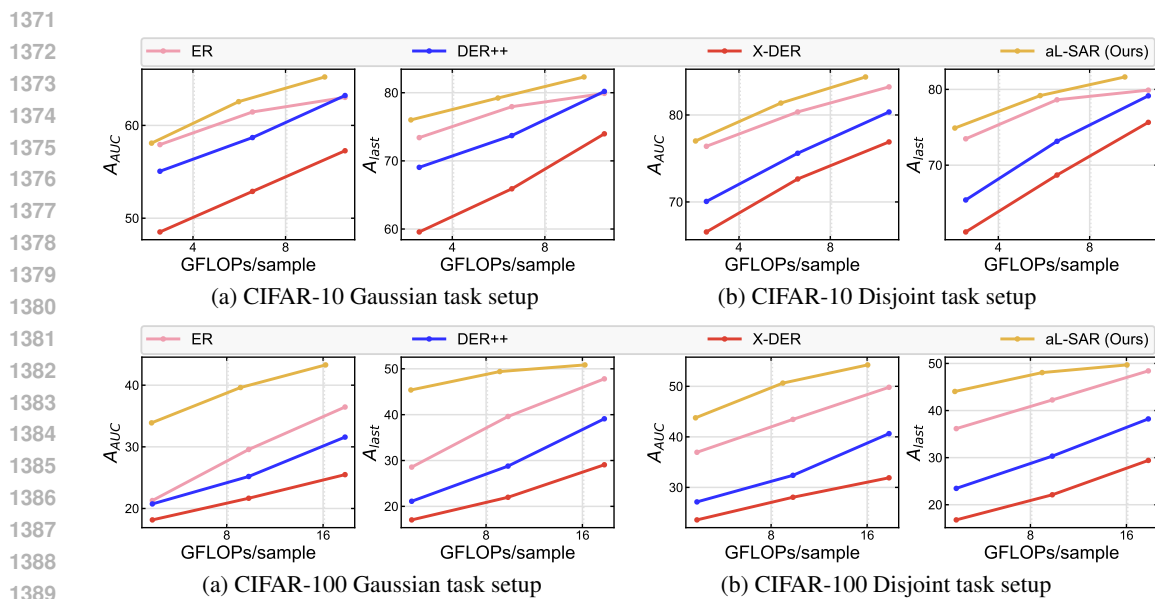 1371
1372
1373
1374
1375
1376
1377
1378
1379
1380
1381
1382
1383
1384
1385
1386
1387
1388
1389
ER DER++ X-DER aL-SAR (Ours)
A_AUC
60
50
4 8
GFLOPs/sample
A_last
80
70
60
4 8
GFLOPs/sample
(a) CIFAR-10 Gaussian task setup
A_AUC
80
70
4 8
GFLOPs/sample
A_last
80
70
4 8
GFLOPs/sample
(b) CIFAR-10 Disjoint task setup
ER DER++ X-DER aL-SAR (Ours)
A_AUC
40
30
20
8 16
GFLOPs/sample
A_last
50
40
30
20
8 16
GFLOPs/sample
(a) CIFAR-100 Gaussian task setup
A_AUC
50
40
30
8 16
GFLOPs/sample
A_last
50
40
30
20
8 16
GFLOPs/sample
(b) CIFAR-100 Disjoint task setup